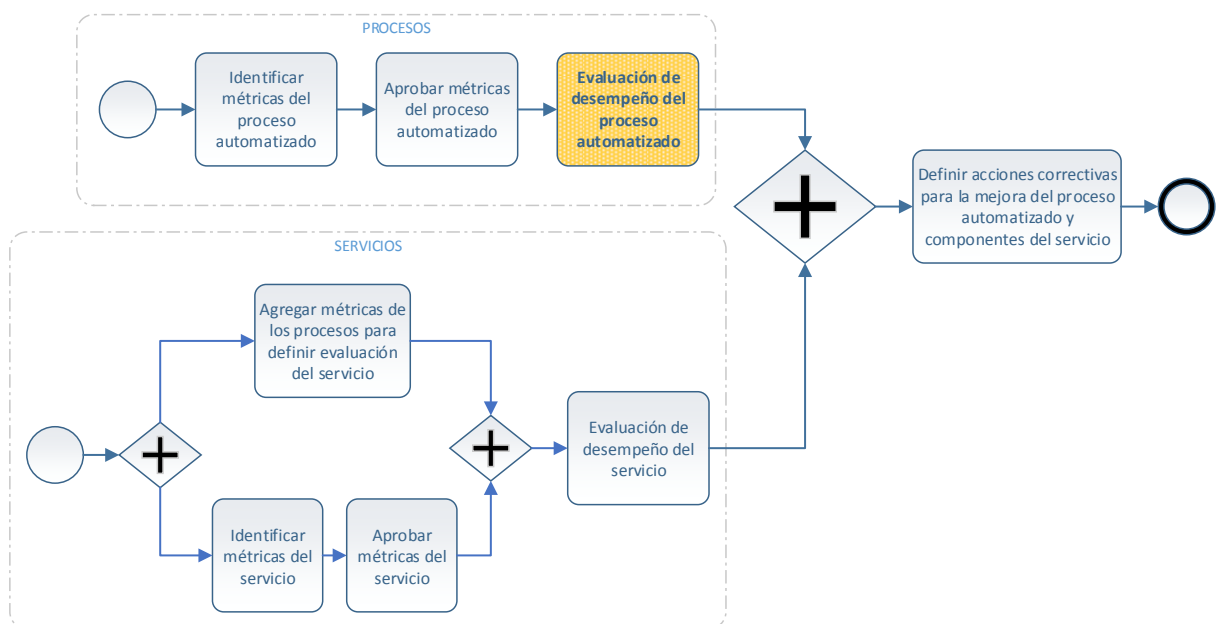 PROCESOS
Identificar
métricas del
proceso
automatizado
Aprobar métricas
del proceso
automatizado
Evaluación de
desempeño del
proceso
automatizado
Definir acciones correctivas
para la mejora del proceso
automatizado y
componentes del servicio
SERVICIOS
Agregar métricas de
los procesos para
definir evaluación
del servicio
Evaluación de
desempeño del
servicio
Identificar
métricas del
servicio
Aprobar
métricas del
servicio